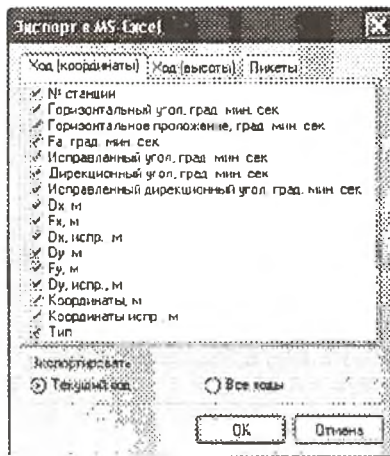 Экспорт в MS-Excel
Ход (координаты) Ход (высоты) Пикеты
№ станции
Горизонтальный угол, град. мин. сек
Горизонтальное проложение, град. мин. сек
Fa, град. мин. сек
Исправленный угол, град. мин. сек
Дирекционный угол, град. мин. сек
Исправленный дирекционный угол, град. мин. сек
Dx, м
Fx, м
Dx, испр., м
Dy, м
Fy, м
Dy, испр., м
Координаты, м
Координаты испр., м
Тип
Экспортировать
Текущий ход Все ходы
OK Отмена